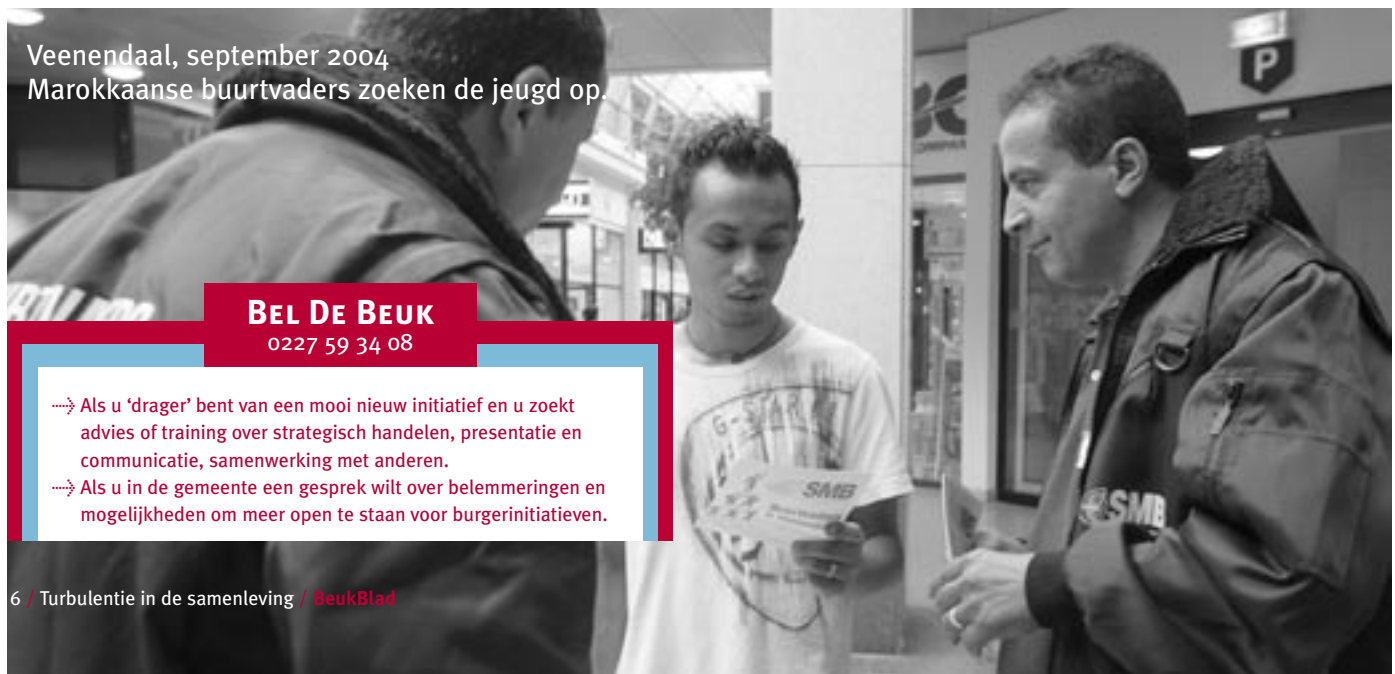 Veenendaal, september 2004
Marokkaanse buurtvaders zoeken de jeugd op.
P
COMPAN
BEL DE BEUK
0227 59 34 08
Als u ‘drager’ bent van een mooi nieuw initiatief en u zoekt
advies of training over strategisch handelen, presentatie en
communicatie, samenwerking met anderen.
Als u in de gemeente een gesprek wilt over belemmeringen en
mogelijkheden om meer open te staan voor burgerinitiatieven.
G-STAR
SMB
SMB
6 / Turbulentie in de samenleving / BeukBlad